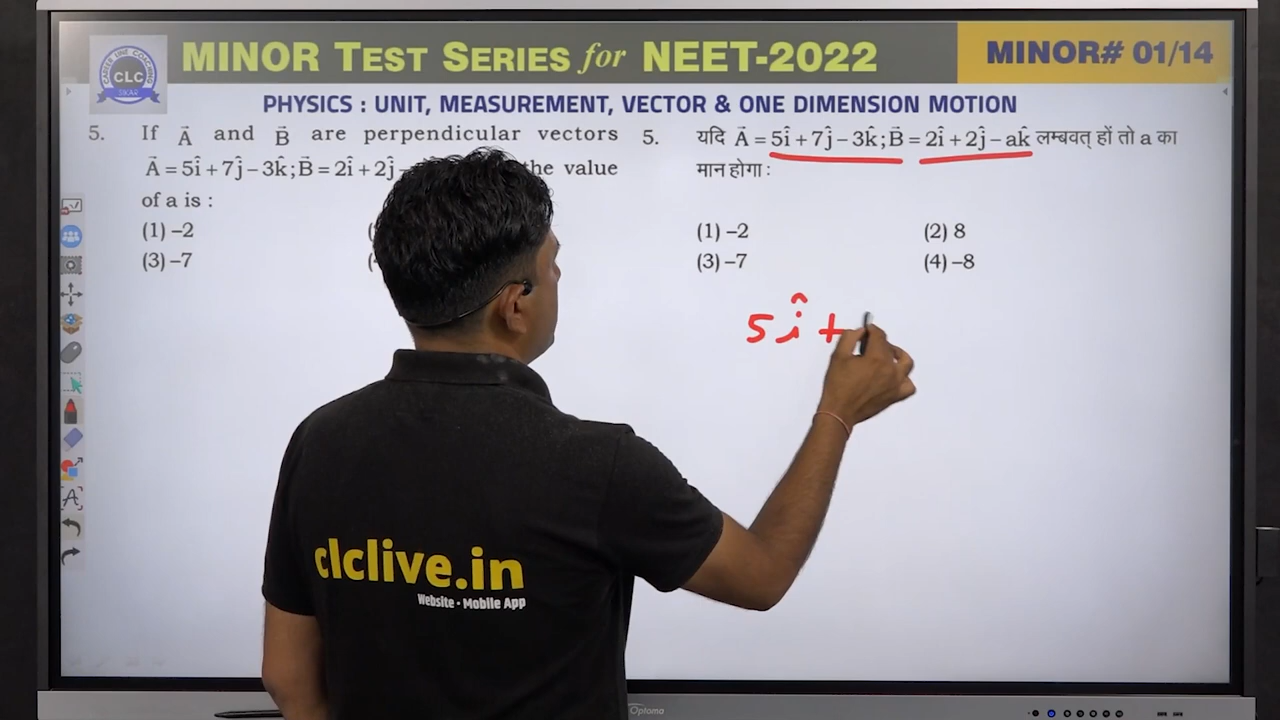 MINOR TEST SERIES for NEET-2022
MINOR# 01/14
CAREER LINE COACHING
CLC
SIKAR
PHYSICS : UNIT, MEASUREMENT, VECTOR & ONE DIMENSION MOTION
5. If A⃗ and B⃗ are perpendicular vectors
A⃗ = 5î + 7ĵ – 3k̂; B⃗ = 2î + 2ĵ – the value
of a is :
(1) –2
(3) –7
5. यदि A⃗ = 5î + 7ĵ – 3k̂; B⃗ = 2î + 2ĵ – ak̂ लम्बवत् हों तो a का
मान होगा :
(1) –2 (2) 8
(3) –7 (4) –8
5î +
clclive.in
Website • Mobile App
Optoma